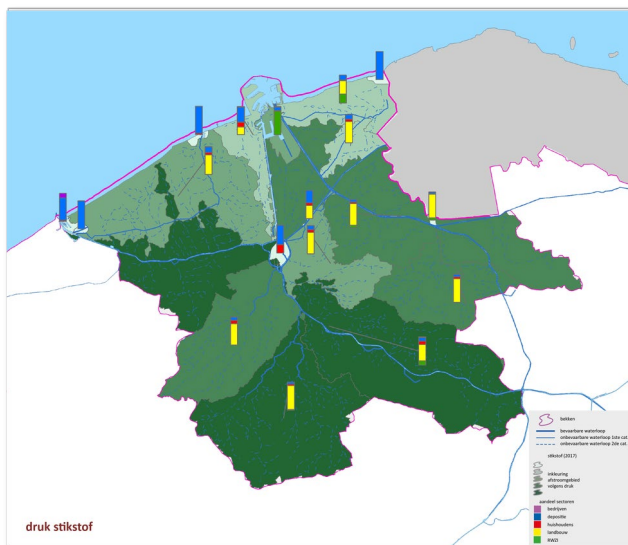 bekken
bevaarbare waterloop
onbevaarbare waterloop 1ste cat.
onbevaarbare waterloop 2de cat.
stikstof (2017)
inkleuring
afstroomgebied
volgens druk
aandeel sectoren
bedrijven
depositie
huishoudens
landbouw
RWZI
druk stikstof